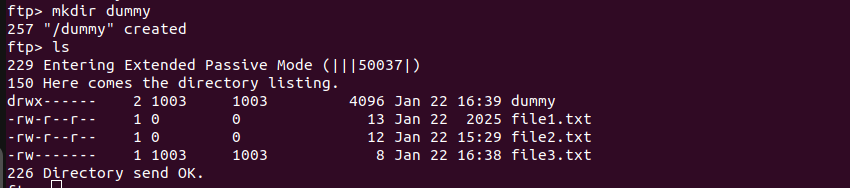 ftp> mkdir dummy
257 "/dummy" created
ftp> ls
229 Entering Extended Passive Mode (|||50037|)
150 Here comes the directory listing.
drwx------    2 1003     1003         4096 Jan 22 16:39 dummy
-rw-r--r--    1 0        0              13 Jan 22  2025 file1.txt
-rw-r--r--    1 0        0              12 Jan 22 15:29 file2.txt
-rw-------    1 1003     1003            8 Jan 22 16:38 file3.txt
226 Directory send OK.
ftp>